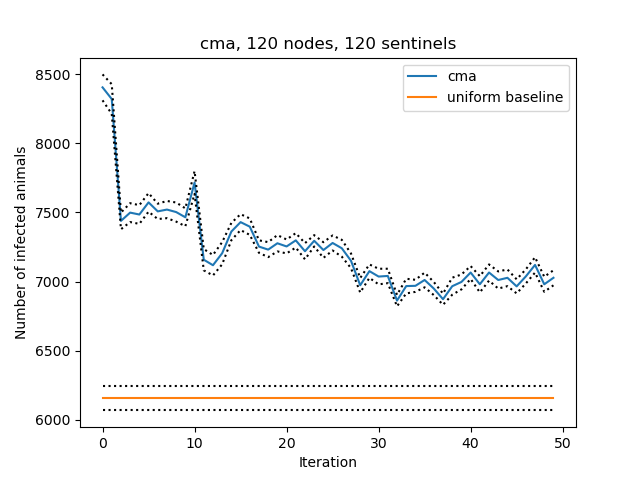 cma, 120 nodes, 120 sentinels
cma
uniform baseline
8500
8000
7500
7000
6500
6000
Number of infected animals
0 10 20 30 40 50
Iteration